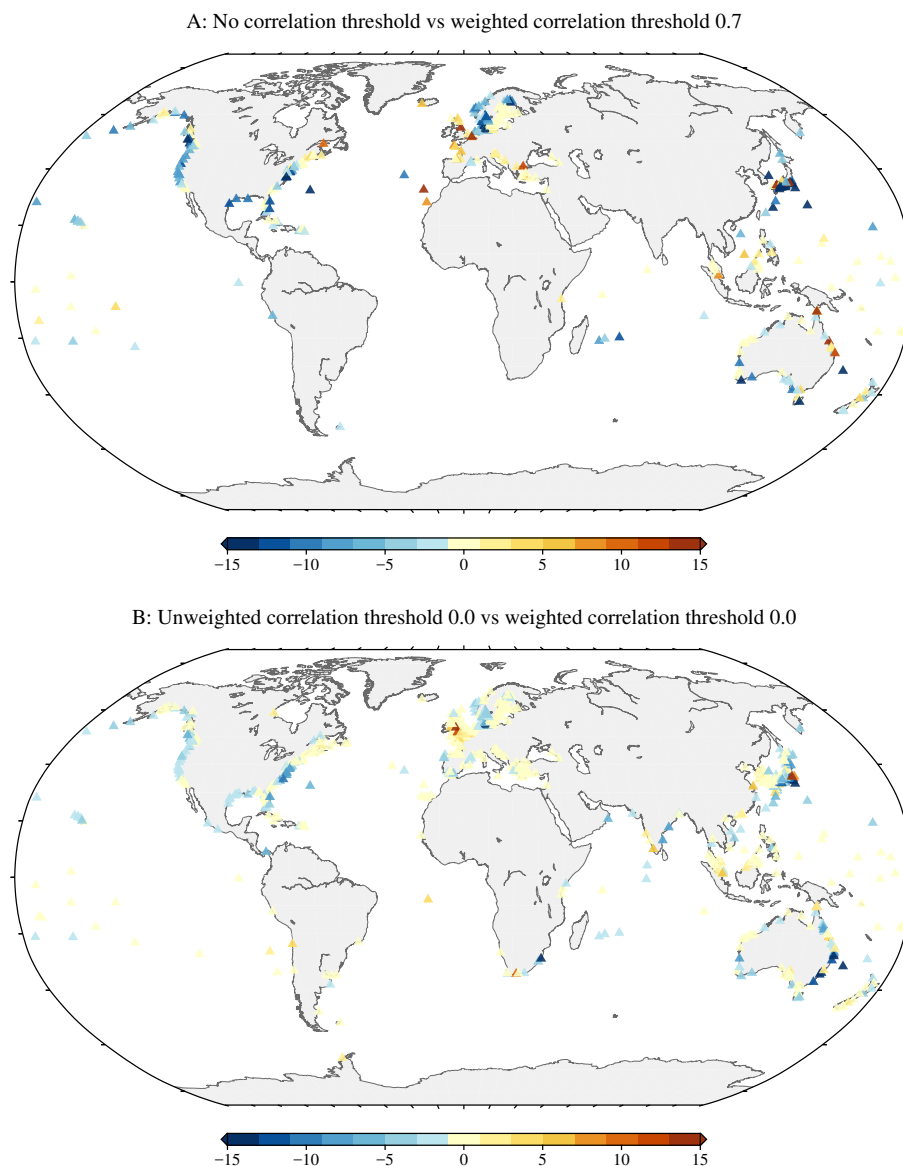 A: No correlation threshold vs weighted correlation threshold 0.7
−15 −10 −5 0 5 10 15
B: Unweighted correlation threshold 0.0 vs weighted correlation threshold 0.0
−15 −10 −5 0 5 10 15